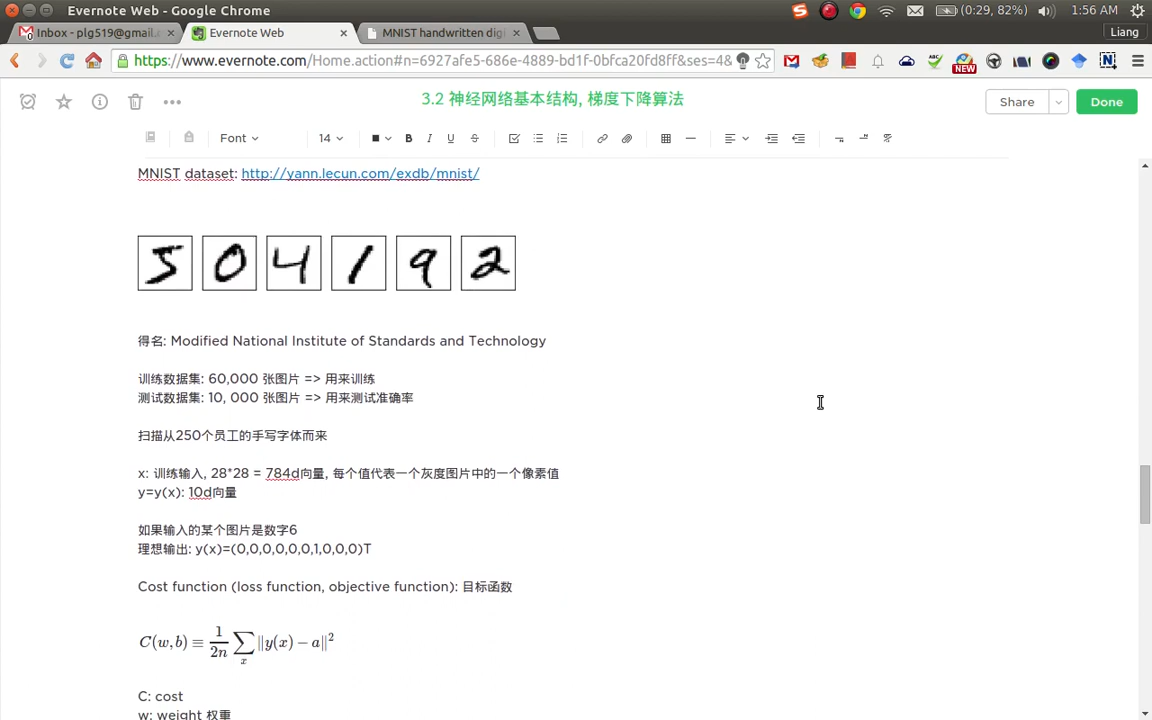 Evernote Web - Google Chrome
(0:29, 82%) 1:56 AM
Inbox - plg519@gmail.
Evernote Web
MNIST handwritten digi
Liang
https://www.evernote.com/Home.action#n=6927afe5-686e-4889-bd1f-0bfca20fd8ff&ses=4&
NEW
3.2 神经网络基本结构, 梯度下降算法
Share
Done
Font
14
B I U
MNIST dataset: http://yann.lecun.com/exdb/mnist/
5 0 4 1 9 2
得名: Modified National Institute of Standards and Technology
训练数据集: 60,000 张图片 => 用来训练
测试数据集: 10, 000 张图片 => 用来测试准确率
扫描从250个员工的手写字体而来
x: 训练输入, 28*28 = 784d向量, 每个值代表一个灰度图片中的一个像素值
y=y(x): 10d向量
如果输入的某个图片是数字6
理想输出: y(x)=(0,0,0,0,0,0,1,0,0,0)T
Cost function (loss function, objective function): 目标函数
C(w,b) ≡ 1/2n ∑x ‖y(x) − a‖²
C: cost
w: weight 权重